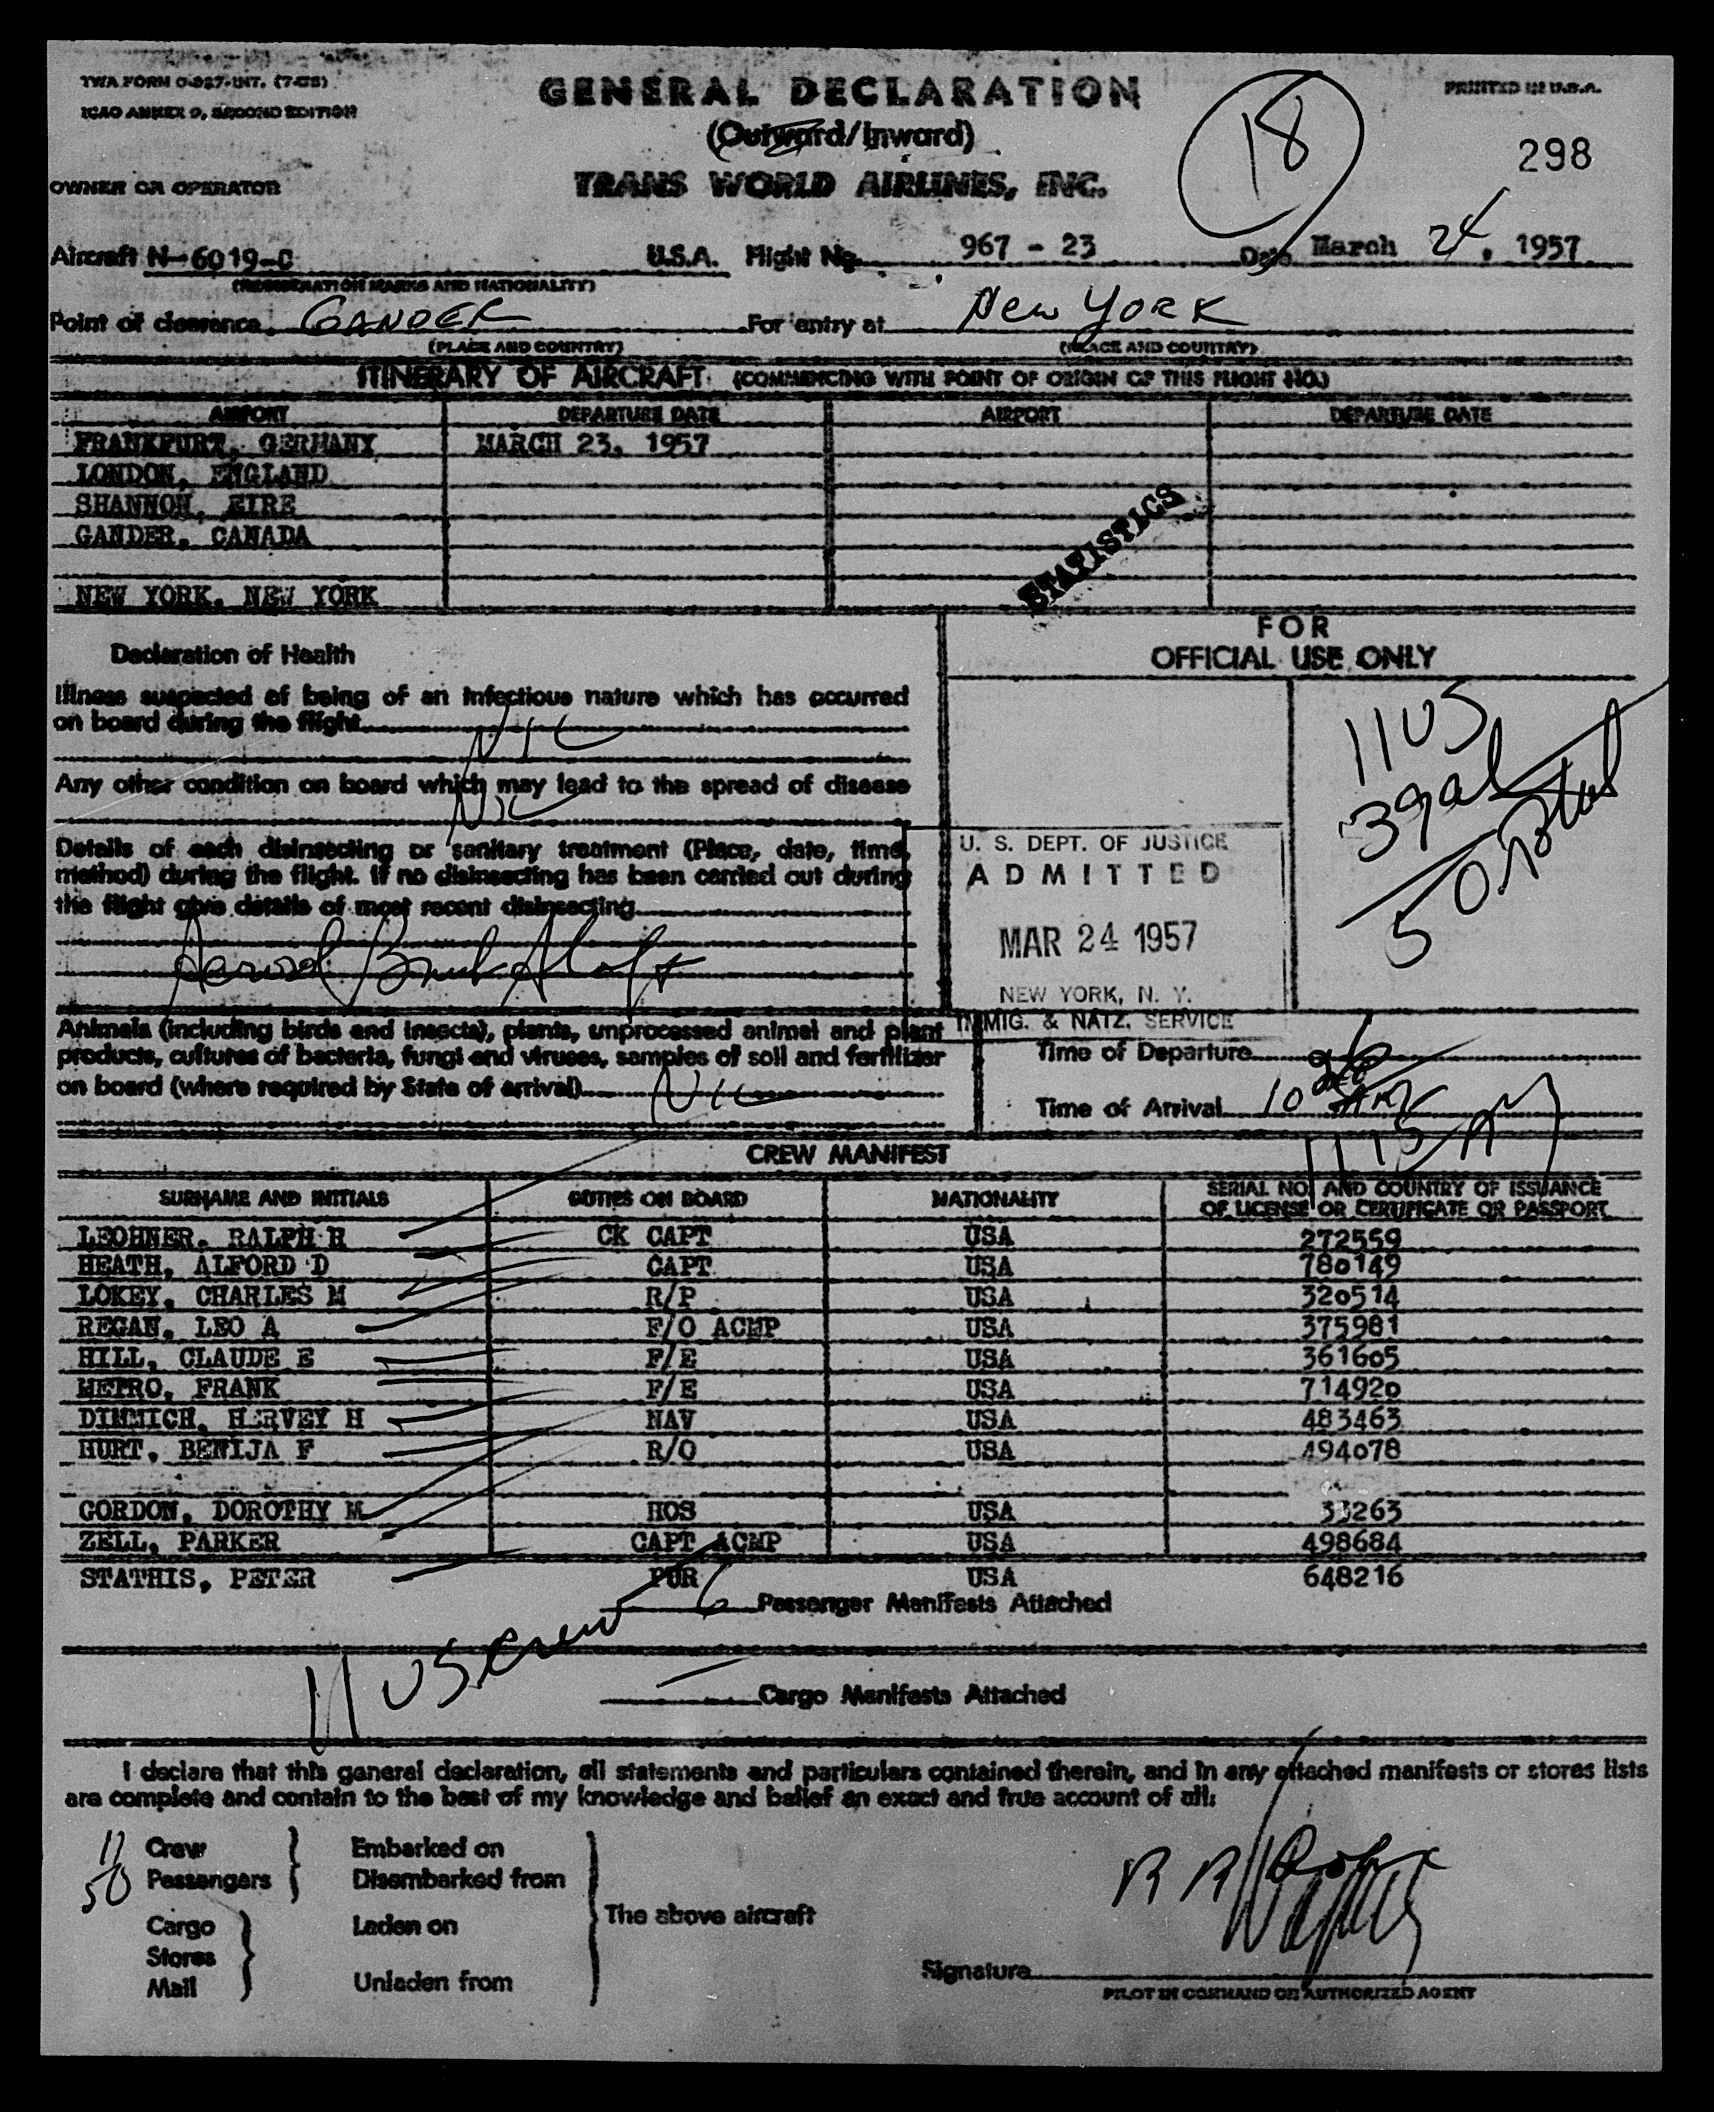 TWA FORM O-927-INT. (7-55)
ICAO ANNEX 9, SECOND EDITION
GENERAL DECLARATION
(Outward/Inward)
TRANS WORLD AIRLINES, INC.
PRINTED IN U.S.A.
18
298
OWNER OR OPERATOR
Aircraft N-6019-C U.S.A. Flight No. 967 - 23 Date March 24, 1957
(REGISTRATION MARKS AND NATIONALITY)
Point of clearance GANDER For entry at New York
(PLACE AND COUNTRY) (PLACE AND COUNTRY)
ITINERARY OF AIRCRAFT (COMMENCING WITH POINT OF ORIGIN OF THIS FLIGHT NO.)
AIRPORT DEPARTURE DATE AIRPORT DEPARTURE DATE
FRANKFURT, GERMANY MARCH 23, 1957
LONDON, ENGLAND
SHANNON, EIRE
GANDER, CANADA
NEW YORK, NEW YORK
STATISTICS
Declaration of Health
Illness suspected of being of an infectious nature which has occurred
on board during the flight
NIL
Any other condition on board which may lead to the spread of disease
NIL
Details of each disinsecting or sanitary treatment (Place, date, time,
method) during the flight. If no disinsecting has been carried out during
the flight give details of most recent disinsecting
Aerosol Bomb Aloft
Animals (including birds and insects), plants, unprocessed animal and plant
products, cultures of bacteria, fungi and viruses, samples of soil and fertilizer
on board (where required by State of arrival)
NIL
FOR
OFFICIAL USE ONLY
11US
39al
50 total
U. S. DEPT. OF JUSTICE
ADMITTED
MAR 24 1957
NEW YORK, N. Y.
IMMIG. & NATZ. SERVICE
Time of Departure
Time of Arrival 10
1115 AM
CREW MANIFEST
SURNAME AND INITIALS DUTIES ON BOARD NATIONALITY SERIAL NO. AND COUNTRY OF ISSUANCE
OF LICENSE OR CERTIFICATE OR PASSPORT
LEOHNER, RALPH H CK CAPT USA 272559
HEATH, ALFORD D CAPT USA 780149
LOKEY, CHARLES M R/P USA 320514
REGAN, LEO A F/O ACMP USA 375981
HILL, CLAUDE E F/E USA 361605
METRO, FRANK F/E USA 714920
DIMMICH, HERVEY H NAV USA 483463
HURT, BENIJA F R/O USA 494078
GORDON, DOROTHY M HOS USA 33263
ZELL, PARKER CAPT ACMP USA 498684
STATHIS, PETER PUR USA 648216
6 Passenger Manifests Attached
11 US Crew
Cargo Manifests Attached
I declare that this general declaration, all statements and particulars contained therein, and in any attached manifests or stores lists
are complete and contain to the best of my knowledge and belief an exact and true account of all:
11 Crew Embarked on
50 Passengers Disembarked from
The above aircraft
Cargo Laden on
Stores
Mail Unladen from
Signature
PILOT IN COMMAND OR AUTHORIZED AGENT